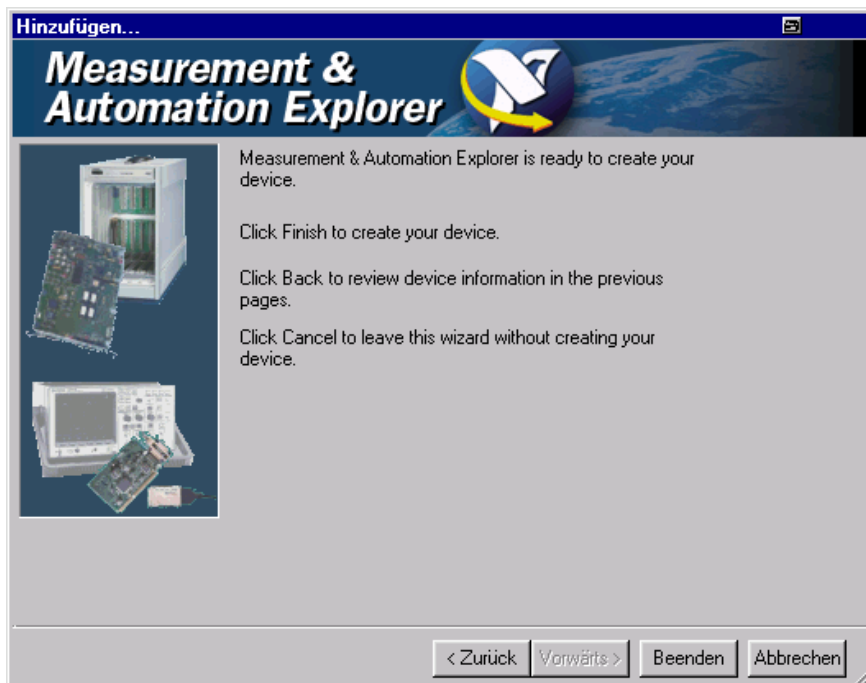 Hinzufügen...
Measurement &
Automation Explorer
Measurement & Automation Explorer is ready to create your
device.
Click Finish to create your device.
Click Back to review device information in the previous
pages.
Click Cancel to leave this wizard without creating your
device.
< Zurück
Vorwärts >
Beenden
Abbrechen